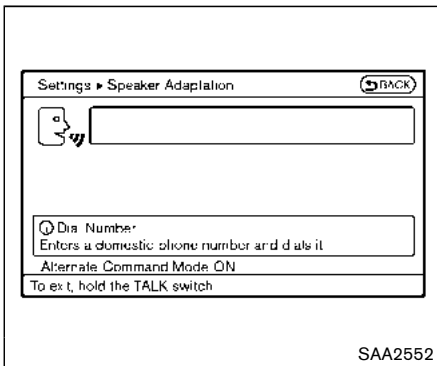 Settings ▸ Speaker Adaptation BACK
Dial Number
Enters a domestic phone number and dials it
Alternate Command Mode ON
To exit, hold the TALK switch
SAA2552